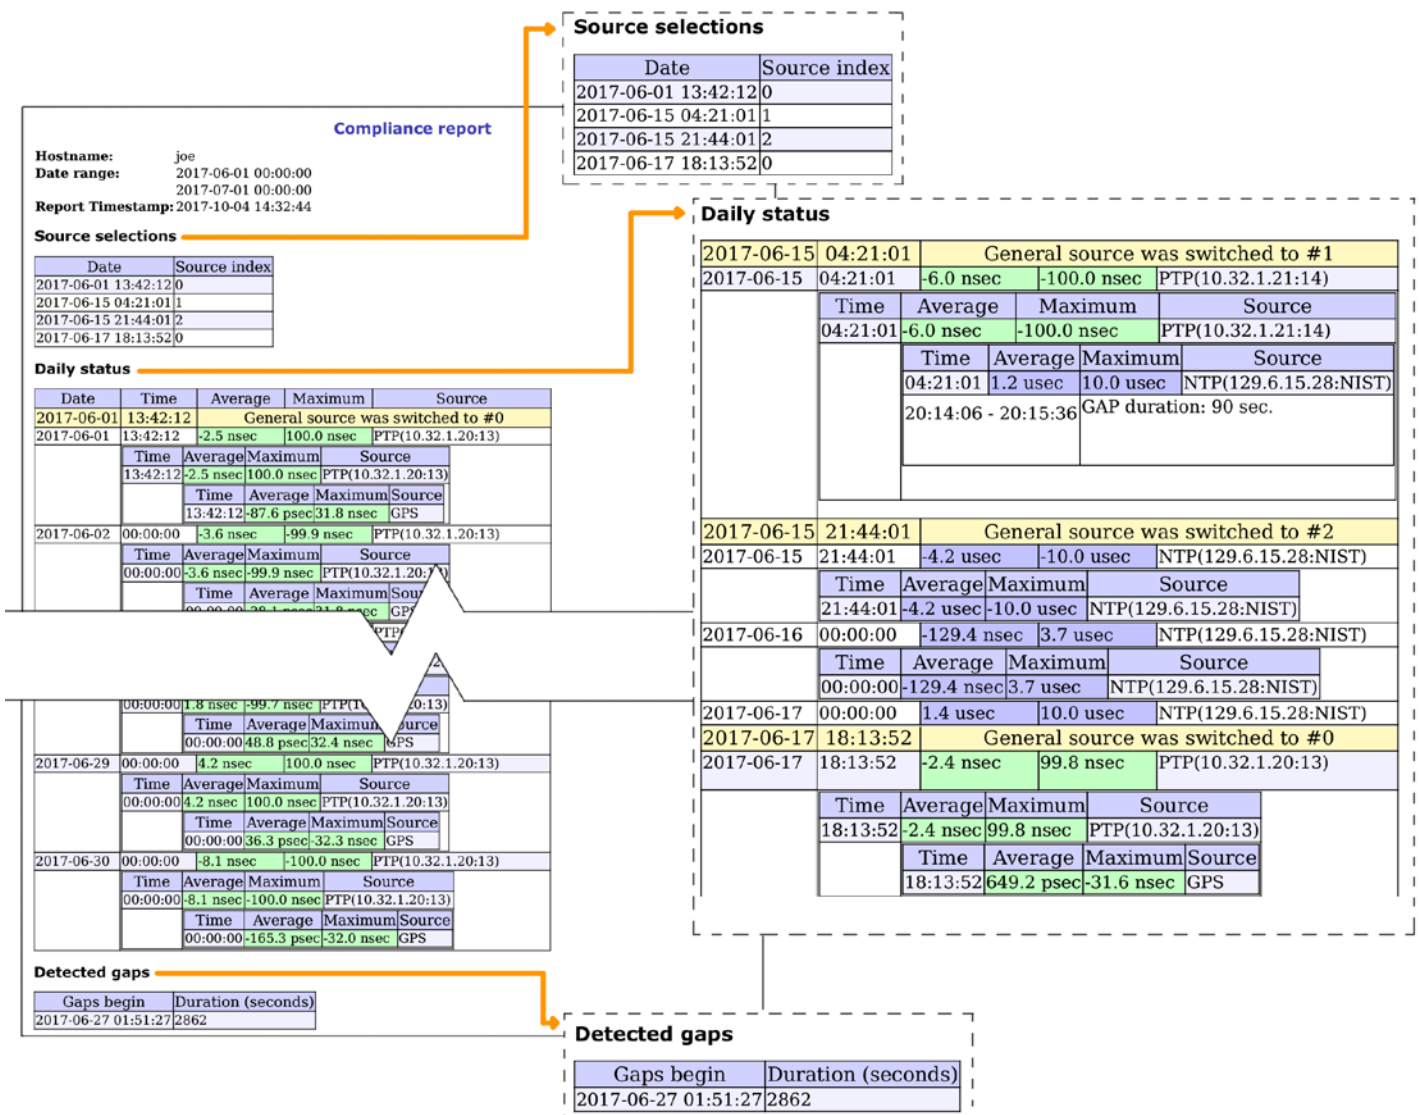 Source selections
Date Source index
2017-06-01 13:42:12 0
2017-06-15 04:21:01 1
2017-06-15 21:44:01 2
2017-06-17 18:13:52 0
Compliance report
Hostname: joe
Date range: 2017-06-01 00:00:00
2017-07-01 00:00:00
Report Timestamp: 2017-10-04 14:32:44
Source selections
Date Source index
2017-06-01 13:42:12 0
2017-06-15 04:21:01 1
2017-06-15 21:44:01 2
2017-06-17 18:13:52 0
Daily status
Date Time Average Maximum Source
2017-06-01 13:42:12 General source was switched to #0
2017-06-01 13:42:12 -2.5 nsec 100.0 nsec PTP(10.32.1.20:13)
Time Average Maximum Source
13:42:12 -2.5 nsec 100.0 nsec PTP(10.32.1.20:13)
Time Average Maximum Source
13:42:12 -87.6 psec 31.8 nsec GPS
2017-06-02 00:00:00 -3.6 nsec -99.9 nsec PTP(10.32.1.20:13)
Time Average Maximum Source
00:00:00 -3.6 nsec -99.9 nsec PTP(10.32.1.20:
Time Average Maximum
00:00:00 1.8 nsec -99.7 nsec 20:13)
Time Average Maximum
00:00:00 48.8 psec 32.4 nsec GPS
2017-06-29 00:00:00 4.2 nsec 100.0 nsec PTP(10.32.1.20:13)
Time Average Maximum Source
00:00:00 4.2 nsec 100.0 nsec PTP(10.32.1.20:13)
Time Average Maximum Source
00:00:00 36.3 psec -32.3 nsec GPS
2017-06-30 00:00:00 -8.1 nsec -100.0 nsec PTP(10.32.1.20:13)
Time Average Maximum Source
00:00:00 -8.1 nsec -100.0 nsec PTP(10.32.1.20:13)
Time Average Maximum Source
00:00:00 -165.3 psec -32.0 nsec GPS
Detected gaps
Gaps begin Duration (seconds)
2017-06-27 01:51:27 2862
Daily status
2017-06-15 04:21:01 General source was switched to #1
2017-06-15 04:21:01 -6.0 nsec -100.0 nsec PTP(10.32.1.21:14)
Time Average Maximum Source
04:21:01 -6.0 nsec -100.0 nsec PTP(10.32.1.21:14)
Time Average Maximum Source
04:21:01 1.2 usec 10.0 usec NTP(129.6.15.28:NIST)
20:14:06 - 20:15:36 GAP duration: 90 sec.
2017-06-15 21:44:01 General source was switched to #2
2017-06-15 21:44:01 -4.2 usec -10.0 usec NTP(129.6.15.28:NIST)
Time Average Maximum Source
21:44:01 -4.2 usec -10.0 usec NTP(129.6.15.28:NIST)
2017-06-16 00:00:00 -129.4 nsec 3.7 usec NTP(129.6.15.28:NIST)
Time Average Maximum Source
00:00:00 -129.4 nsec 3.7 usec NTP(129.6.15.28:NIST)
2017-06-17 00:00:00 1.4 usec 10.0 usec NTP(129.6.15.28:NIST)
2017-06-17 18:13:52 General source was switched to #0
2017-06-17 18:13:52 -2.4 nsec 99.8 nsec PTP(10.32.1.20:13)
Time Average Maximum Source
18:13:52 -2.4 nsec 99.8 nsec PTP(10.32.1.20:13)
Time Average Maximum Source
18:13:52 649.2 psec -31.6 nsec GPS
Detected gaps
Gaps begin Duration (seconds)
2017-06-27 01:51:27 2862